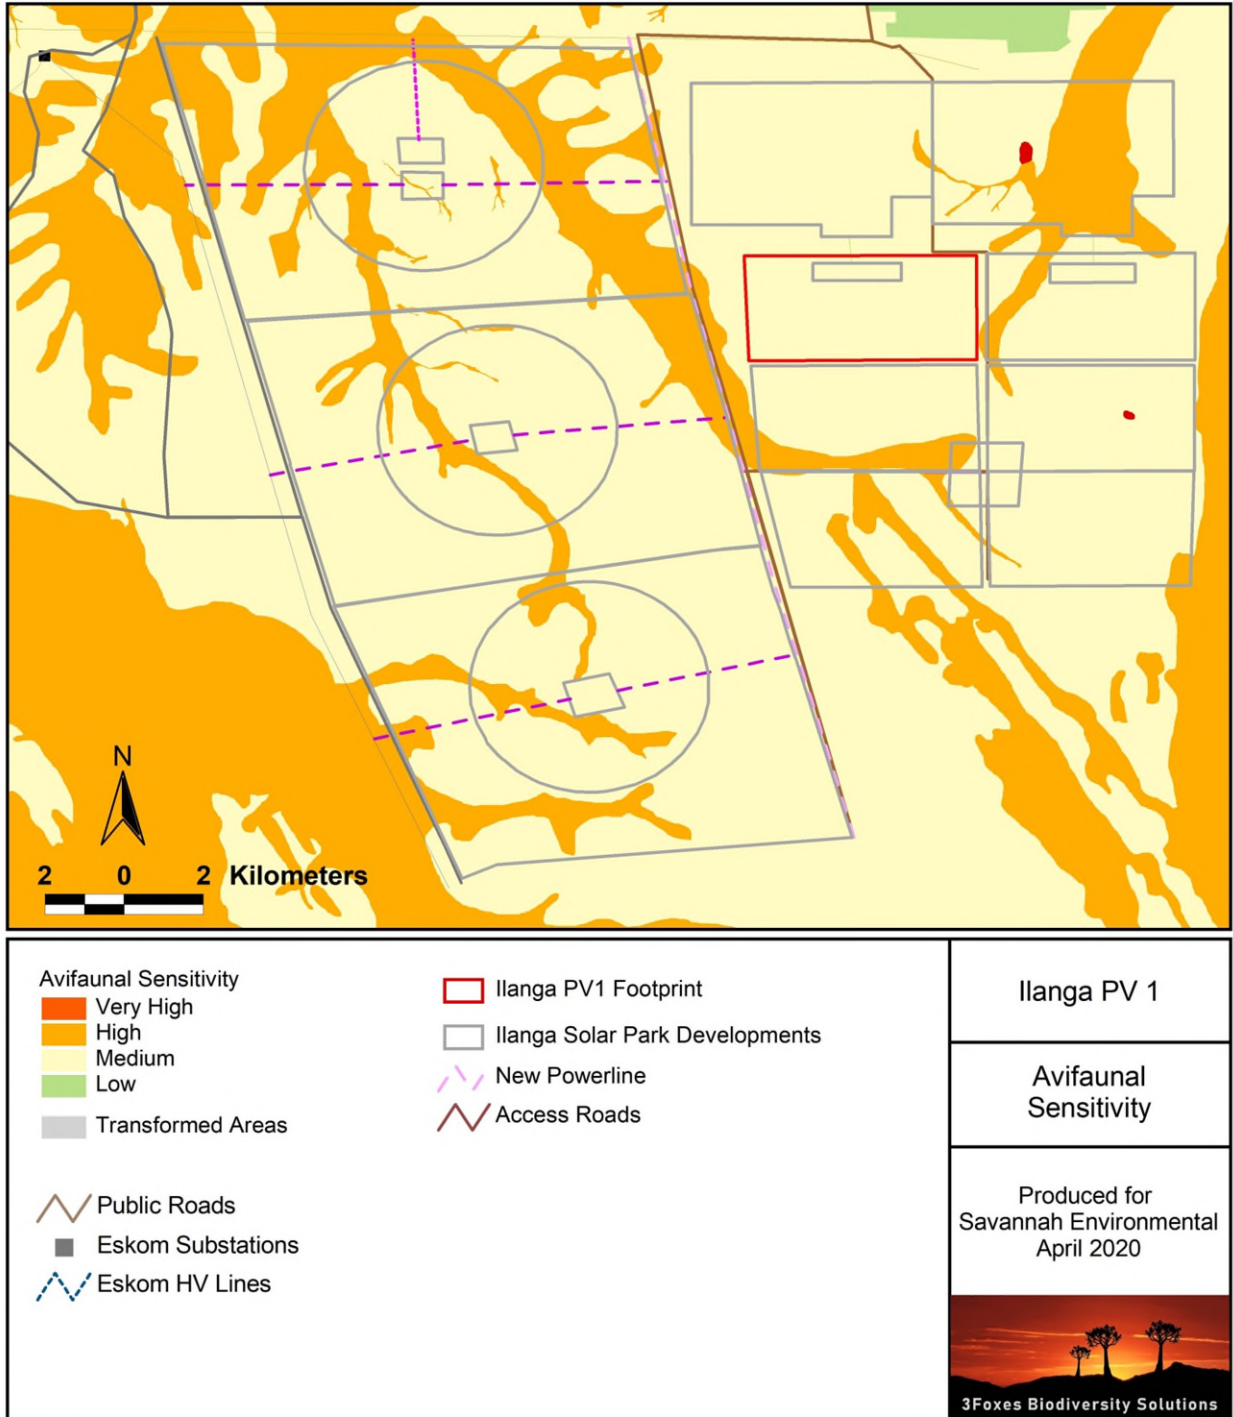 N
2 0 2 Kilometers
Avifaunal Sensitivity
Very High
High
Medium
Low
Transformed Areas
Public Roads
Eskom Substations
Eskom HV Lines
Ilanga PV1 Footprint
Ilanga Solar Park Developments
New Powerline
Access Roads
Ilanga PV 1
Avifaunal
Sensitivity
Produced for
Savannah Environmental
April 2020
3Foxes Biodiversity Solutions